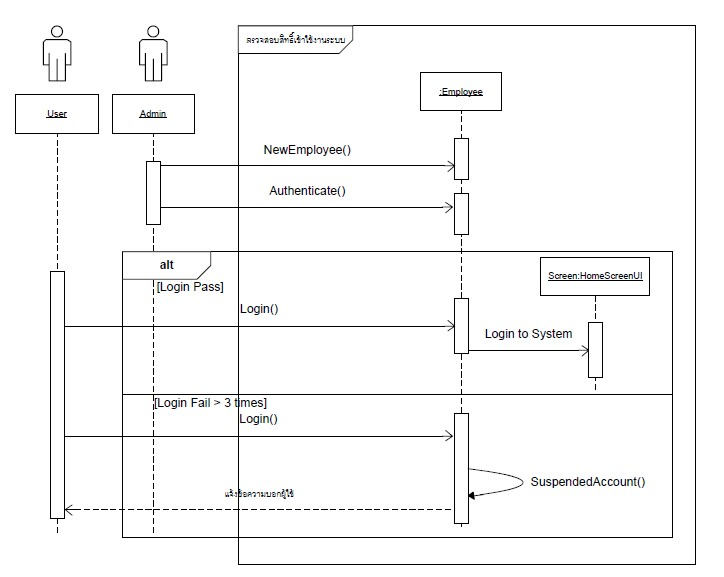 ตรวจสอบสิทธิ์เข้าใช้งานระบบ
User
Admin
:Employee
NewEmployee()
Authenticate()
alt
[Login Pass]
Screen:HomeScreenUI
Login()
Login to System
[Login Fail > 3 times]
Login()
SuspendedAccount()
แจ้งข้อความบอกผู้ใช้